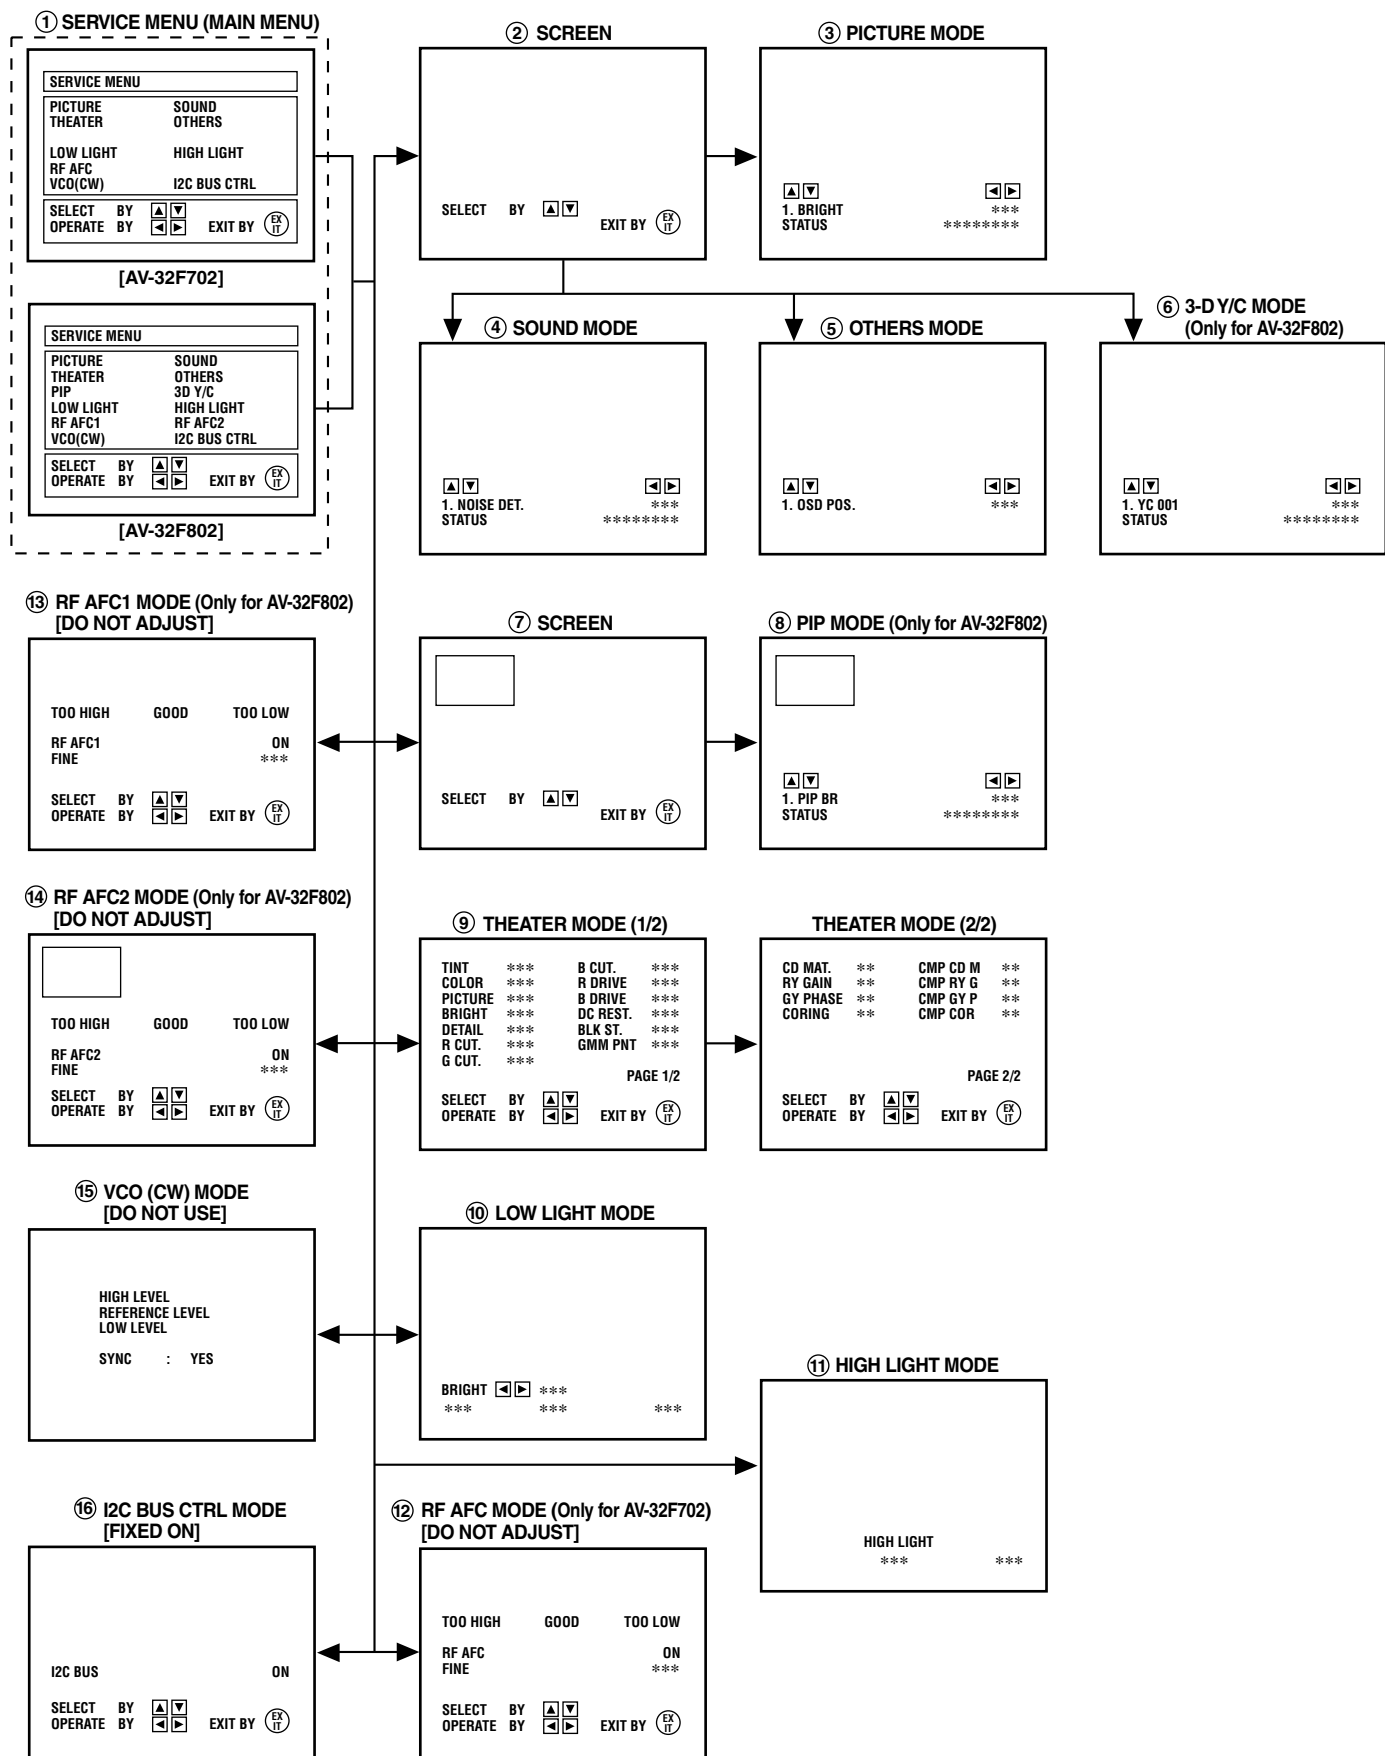 ① SERVICE MENU (MAIN MENU)
SERVICE MENU
PICTURE SOUND
THEATER OTHERS
LOW LIGHT HIGH LIGHT
RF AFC
VCO(CW) I2C BUS CTRL
SELECT BY ▲▼
OPERATE BY ◄► EXIT BY EXIT
[AV-32F702]
SERVICE MENU
PICTURE SOUND
THEATER OTHERS
PIP 3D Y/C
LOW LIGHT HIGH LIGHT
RF AFC1 RF AFC2
VCO(CW) I2C BUS CTRL
SELECT BY ▲▼
OPERATE BY ◄► EXIT BY EXIT
[AV-32F802]
② SCREEN
SELECT BY ▲▼
EXIT BY EXIT
③ PICTURE MODE
▲▼ ◄►
1. BRIGHT ***
STATUS ********
④ SOUND MODE
▲▼ ◄►
1. NOISE DET. ***
STATUS ********
⑤ OTHERS MODE
▲▼ ◄►
1. OSD POS. ***
⑥ 3-D Y/C MODE
(Only for AV-32F802)
▲▼ ◄►
1. YC 001 ***
STATUS ********
⑬ RF AFC1 MODE (Only for AV-32F802)
[DO NOT ADJUST]
TOO HIGH GOOD TOO LOW
RF AFC1 ON
FINE ***
SELECT BY ▲▼
OPERATE BY ◄► EXIT BY EXIT
⑦ SCREEN
SELECT BY ▲▼
EXIT BY EXIT
⑧ PIP MODE (Only for AV-32F802)
▲▼ ◄►
1. PIP BR ***
STATUS ********
⑭ RF AFC2 MODE (Only for AV-32F802)
[DO NOT ADJUST]
TOO HIGH GOOD TOO LOW
RF AFC2 ON
FINE ***
SELECT BY ▲▼
OPERATE BY ◄► EXIT BY EXIT
⑨ THEATER MODE (1/2)
TINT *** B CUT. ***
COLOR *** R DRIVE ***
PICTURE *** B DRIVE ***
BRIGHT *** DC REST. ***
DETAIL *** BLK ST. ***
R CUT. *** GMM PNT ***
G CUT. ***
PAGE 1/2
SELECT BY ▲▼
OPERATE BY ◄► EXIT BY EXIT
THEATER MODE (2/2)
CD MAT. ** CMP CD M **
RY GAIN ** CMP RY G **
GY PHASE ** CMP GY P **
CORING ** CMP COR **
PAGE 2/2
SELECT BY ▲▼
OPERATE BY ◄► EXIT BY EXIT
⑮ VCO (CW) MODE
[DO NOT USE]
HIGH LEVEL
REFERENCE LEVEL
LOW LEVEL
SYNC : YES
⑩ LOW LIGHT MODE
BRIGHT ◄► ***
*** *** ***
⑪ HIGH LIGHT MODE
HIGH LIGHT
*** ***
⑯ I2C BUS CTRL MODE
[FIXED ON]
I2C BUS ON
SELECT BY ▲▼
OPERATE BY ◄► EXIT BY EXIT
⑫ RF AFC MODE (Only for AV-32F702)
[DO NOT ADJUST]
TOO HIGH GOOD TOO LOW
RF AFC ON
FINE ***
SELECT BY ▲▼
OPERATE BY ◄► EXIT BY EXIT